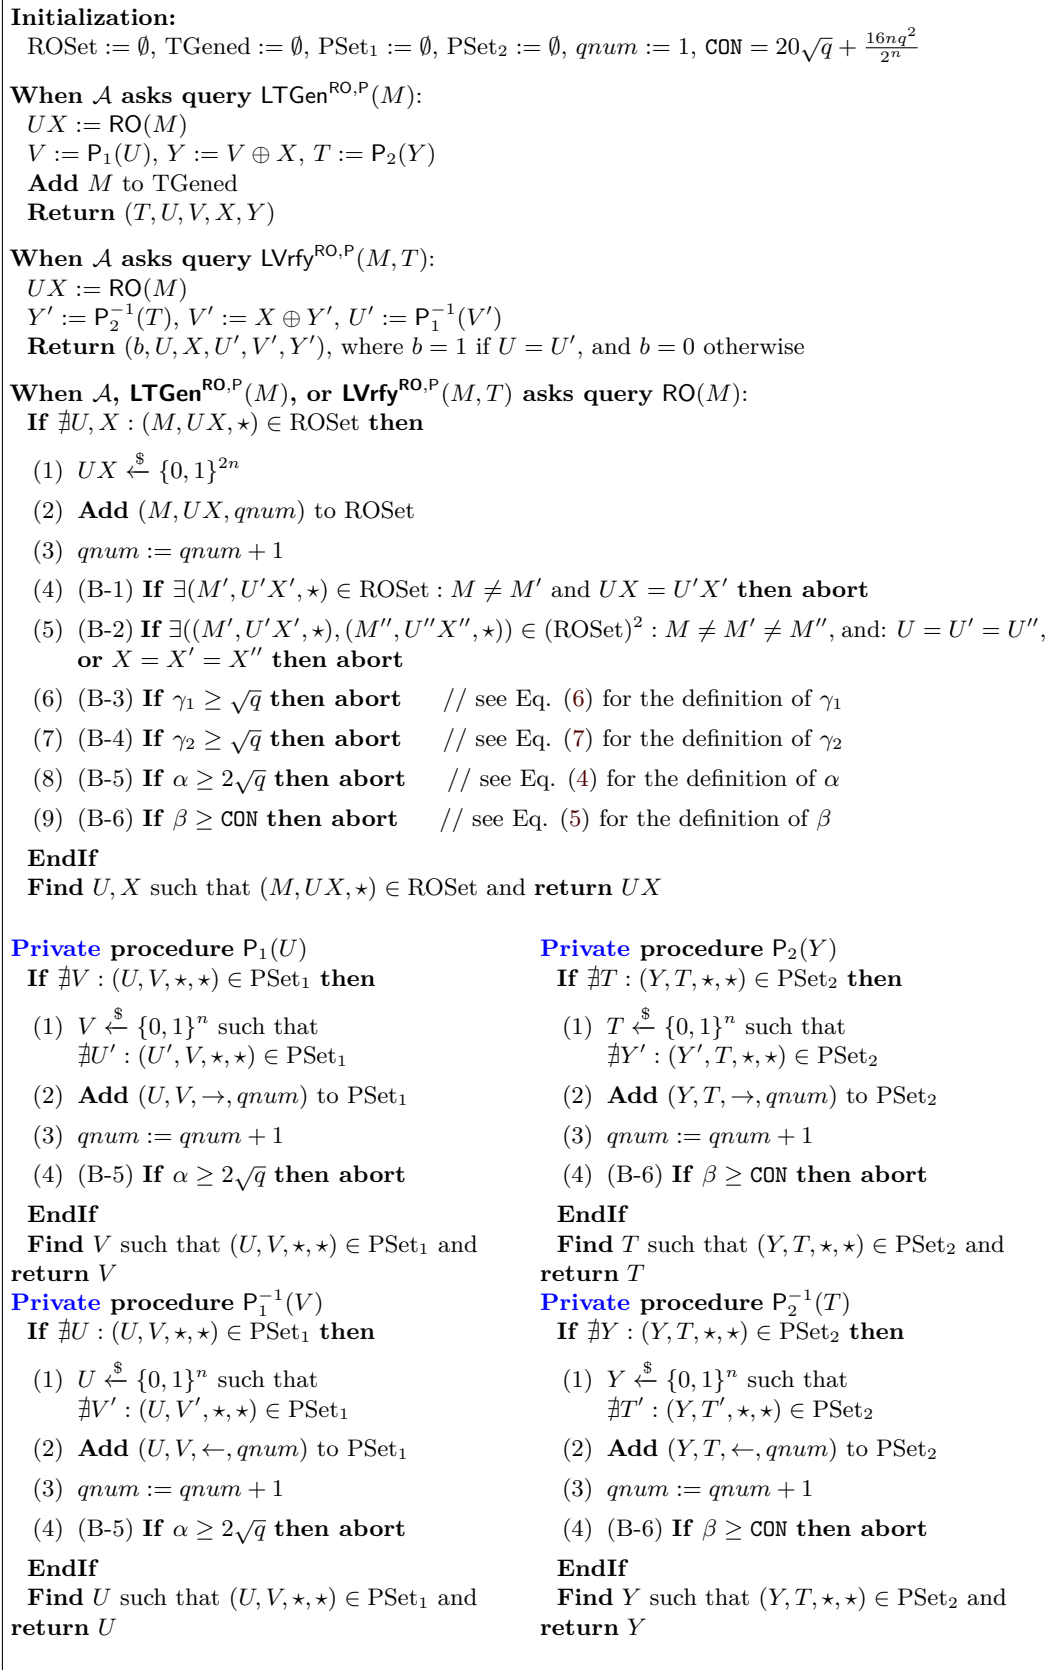 Initialization:
ROSet := ∅, TGened := ∅, PSet₁ := ∅, PSet₂ := ∅, qnum := 1, CON = 20√q + 16nq²/2ⁿ
When 𝒜 asks query LTGen^{RO,P}(M):
UX := RO(M)
V := P₁(U), Y := V ⊕ X, T := P₂(Y)
Add M to TGened
Return (T, U, V, X, Y)
When 𝒜 asks query LVrfy^{RO,P}(M, T):
UX := RO(M)
Y′ := P₂⁻¹(T), V′ := X ⊕ Y′, U′ := P₁⁻¹(V′)
Return (b, U, X, U′, V′, Y′), where b = 1 if U = U′, and b = 0 otherwise
When 𝒜, LTGen^{RO,P}(M), or LVrfy^{RO,P}(M, T) asks query RO(M):
If ∄U, X : (M, UX, ⋆) ∈ ROSet then
(1) UX ←$ {0, 1}²ⁿ
(2) Add (M, UX, qnum) to ROSet
(3) qnum := qnum + 1
(4) (B-1) If ∃(M′, U′X′, ⋆) ∈ ROSet : M ≠ M′ and UX = U′X′ then abort
(5) (B-2) If ∃((M′, U′X′, ⋆), (M′′, U′′X′′, ⋆)) ∈ (ROSet)² : M ≠ M′ ≠ M′′, and: U = U′ = U′′,
or X = X′ = X′′ then abort
(6) (B-3) If γ₁ ≥ √q then abort // see Eq. (6) for the definition of γ₁
(7) (B-4) If γ₂ ≥ √q then abort // see Eq. (7) for the definition of γ₂
(8) (B-5) If α ≥ 2√q then abort // see Eq. (4) for the definition of α
(9) (B-6) If β ≥ CON then abort // see Eq. (5) for the definition of β
EndIf
Find U, X such that (M, UX, ⋆) ∈ ROSet and return UX
Private procedure P₁(U)
If ∄V : (U, V, ⋆, ⋆) ∈ PSet₁ then
(1) V ←$ {0, 1}ⁿ such that
∄U′ : (U′, V, ⋆, ⋆) ∈ PSet₁
(2) Add (U, V, →, qnum) to PSet₁
(3) qnum := qnum + 1
(4) (B-5) If α ≥ 2√q then abort
EndIf
Find V such that (U, V, ⋆, ⋆) ∈ PSet₁ and
return V
Private procedure P₁⁻¹(V)
If ∄U : (U, V, ⋆, ⋆) ∈ PSet₁ then
(1) U ←$ {0, 1}ⁿ such that
∄V′ : (U, V′, ⋆, ⋆) ∈ PSet₁
(2) Add (U, V, ←, qnum) to PSet₁
(3) qnum := qnum + 1
(4) (B-5) If α ≥ 2√q then abort
EndIf
Find U such that (U, V, ⋆, ⋆) ∈ PSet₁ and
return U
Private procedure P₂(Y)
If ∄T : (Y, T, ⋆, ⋆) ∈ PSet₂ then
(1) T ←$ {0, 1}ⁿ such that
∄Y′ : (Y′, T, ⋆, ⋆) ∈ PSet₂
(2) Add (Y, T, →, qnum) to PSet₂
(3) qnum := qnum + 1
(4) (B-6) If β ≥ CON then abort
EndIf
Find T such that (Y, T, ⋆, ⋆) ∈ PSet₂ and
return T
Private procedure P₂⁻¹(T)
If ∄Y : (Y, T, ⋆, ⋆) ∈ PSet₂ then
(1) Y ←$ {0, 1}ⁿ such that
∄T′ : (Y, T′, ⋆, ⋆) ∈ PSet₂
(2) Add (Y, T, ←, qnum) to PSet₂
(3) qnum := qnum + 1
(4) (B-6) If β ≥ CON then abort
EndIf
Find Y such that (Y, T, ⋆, ⋆) ∈ PSet₂ and
return Y